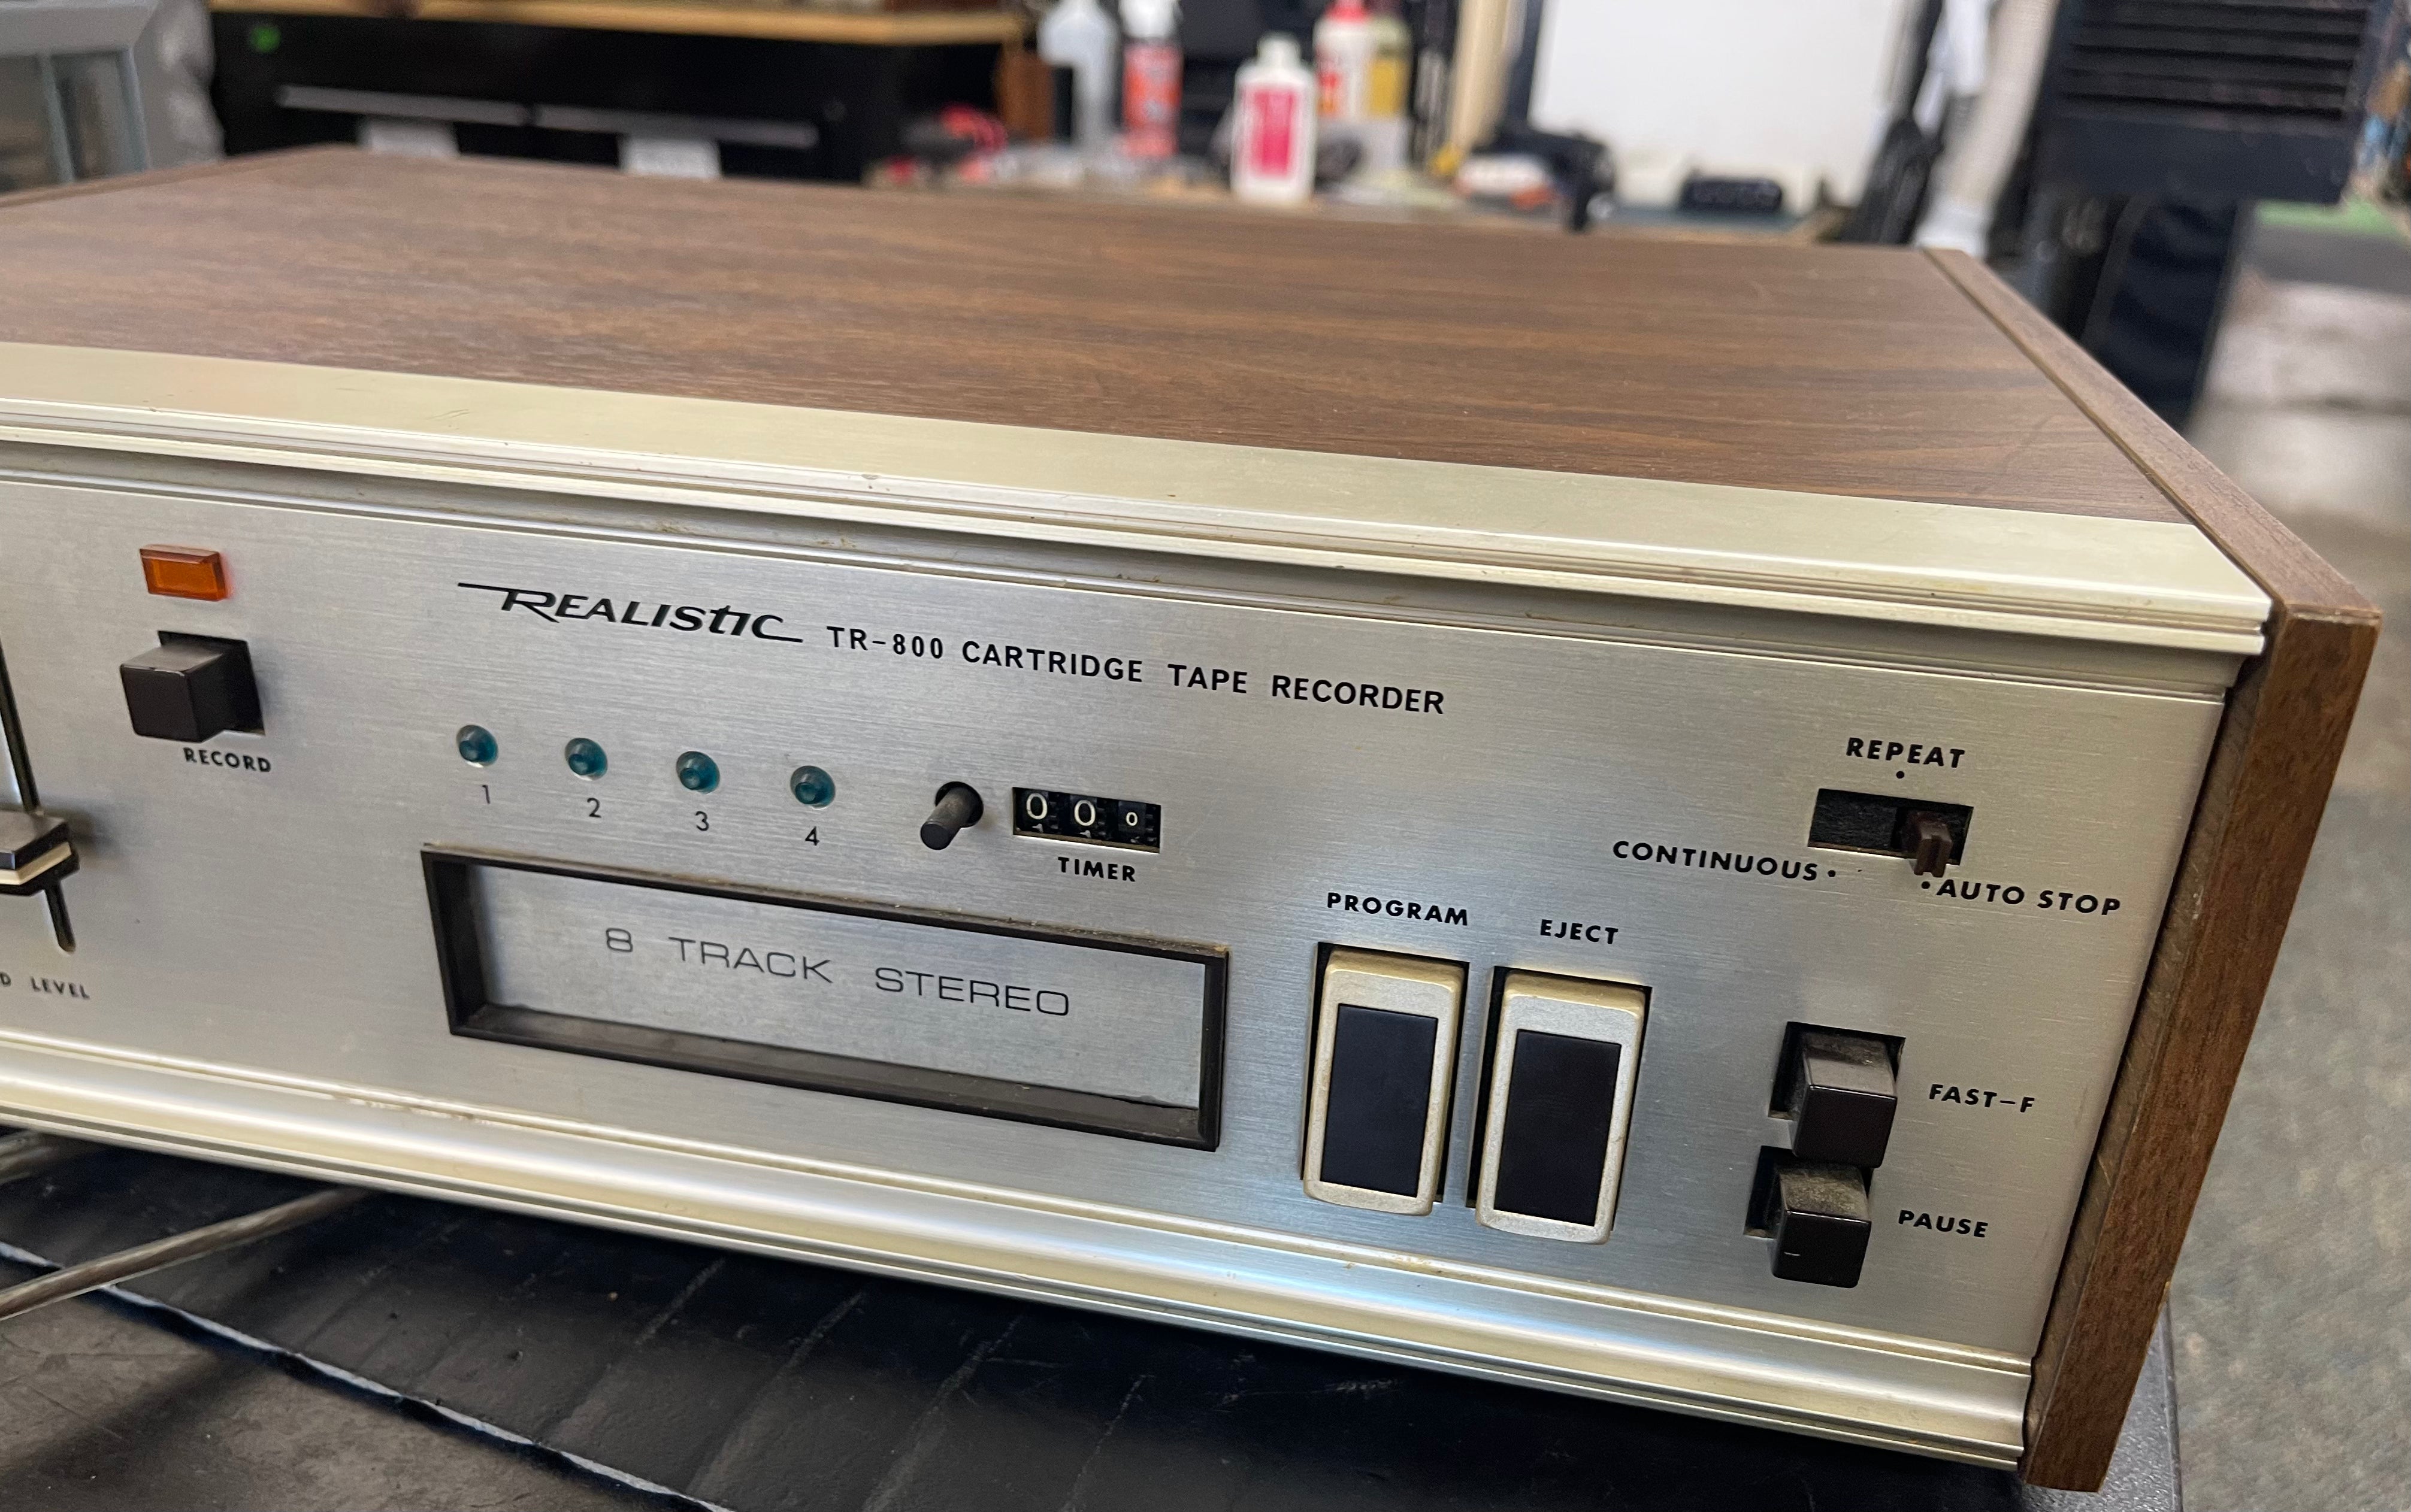 REALISTIC TR-800 CARTRIDGE TAPE RECORDER
RECORD
1 2 3 4
000
TIMER
REPEAT
CONTINUOUS • • AUTO STOP
8 TRACK STEREO
PROGRAM EJECT
LEVEL
FAST-F
PAUSE